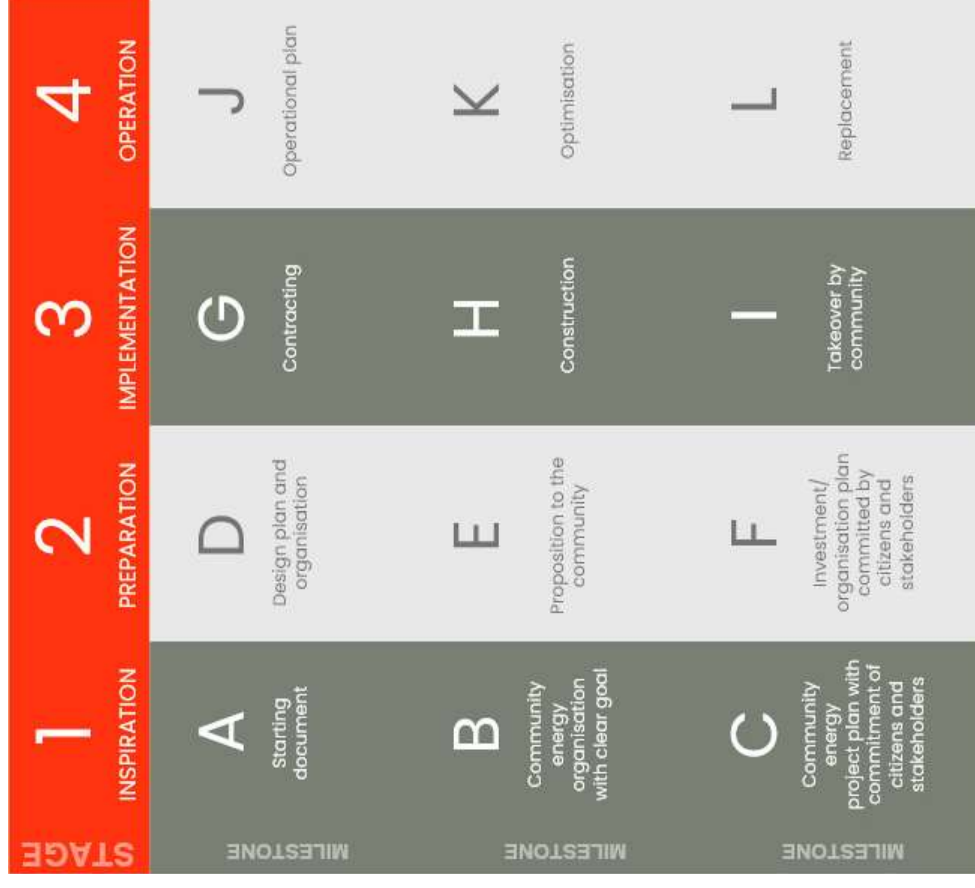 STAGE
1
INSPIRATION
2
PREPARATION
3
IMPLEMENTATION
4
OPERATION
MILESTONE
A
Starting
document
D
Design plan and
organisation
G
Contracting
J
Operational plan
MILESTONE
B
Community
energy
organisation
with clear goal
E
Proposition to the
community
H
Construction
K
Optimisation
MILESTONE
C
Community
energy
project plan with
commitment of
citizens and
stakeholders
F
Investment/
organisation plan
committed by
citizens and
stakeholders
I
Takeover by
community
L
Replacement